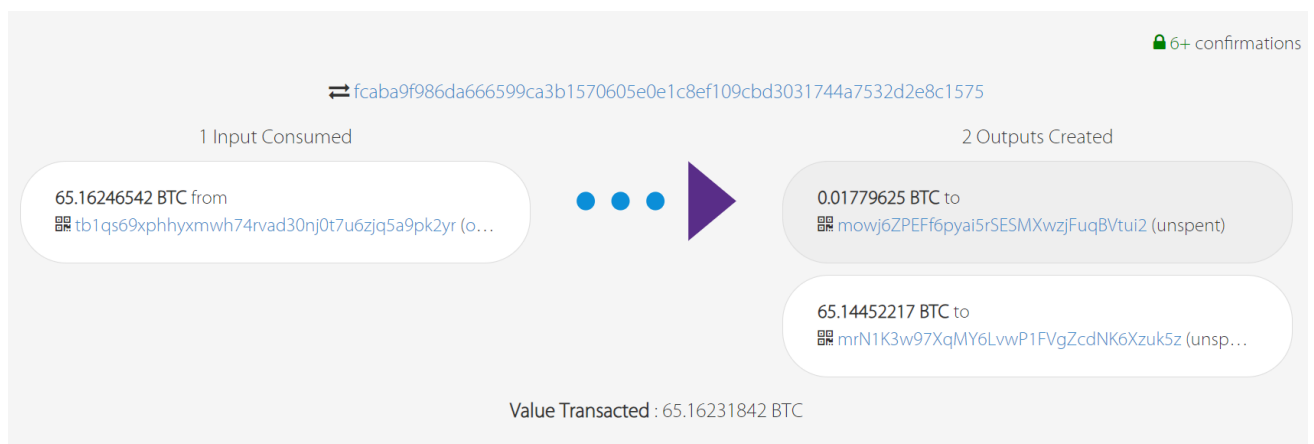 6+ confirmations
fcaba9f986da666599ca3b1570605e0e1c8ef109cbd3031744a7532d2e8c1575
1 Input Consumed
65.16246542 BTC from
tb1qs69xphhyxmwh74rvad30nj0t7u6zjq5a9pk2yr (o...
2 Outputs Created
0.01779625 BTC to
mowj6ZPEFf6pyai5rSESMXwzjFuqBVtui2 (unspent)
65.14452217 BTC to
mrN1K3w97XqMY6LvwP1FVgZcdNK6Xzuk5z (unsp...
Value Transacted : 65.16231842 BTC